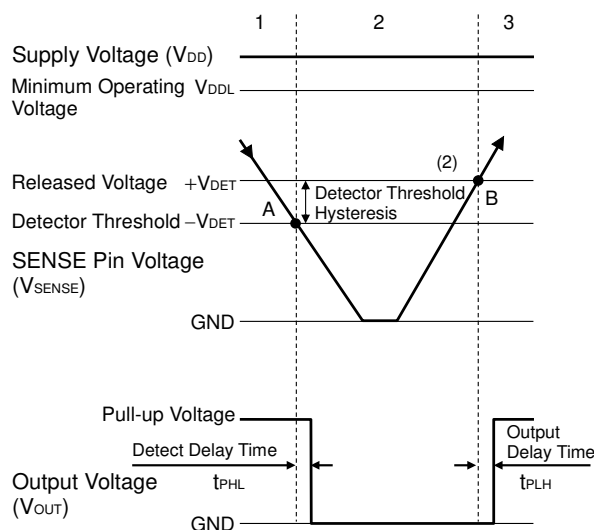 1 2 3
Supply Voltage (VDD)
Minimum Operating VDDL
Voltage
(2)
Released Voltage +VDET
Detector Threshold
Hysteresis
A
B
Detector Threshold –VDET
SENSE Pin Voltage
(VSENSE)
GND
Pull-up Voltage
Detect Delay Time
Output
Delay Time
tPHL
tPLH
Output Voltage
(VOUT)
GND